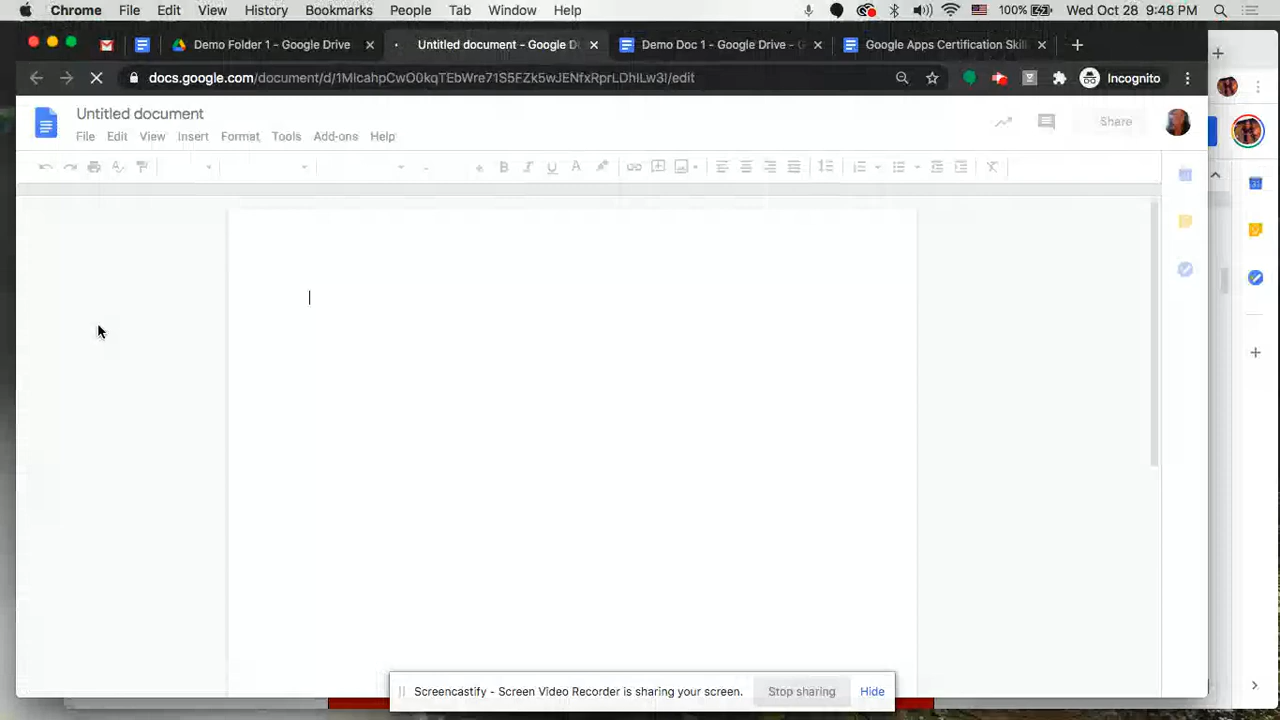 Chrome File Edit View History Bookmarks People Tab Window Help 100% Wed Oct 28 9:48 PM
Demo Folder 1 - Google Drive Untitled document - Google D Demo Doc 1 - Google Drive - Google Apps Certification Skil
docs.google.com/document/d/1MIcahpCwO0kqTEbWre71S5FZk5wJENfxRprLDhILw3I/edit Incognito
Untitled document
File Edit View Insert Format Tools Add-ons Help
Share
Screencastify - Screen Video Recorder is sharing your screen. Stop sharing Hide